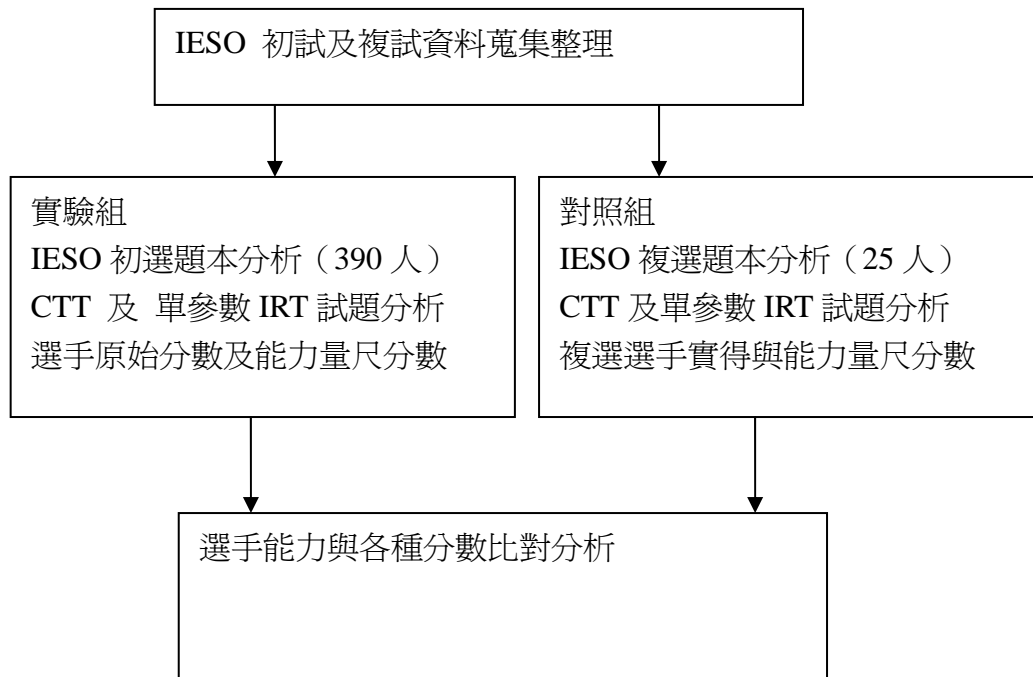 IESO 初試及複試資料蒐集整理
實驗組
IESO 初選題本分析（390 人）
CTT 及 單參數 IRT 試題分析
選手原始分數及能力量尺分數
對照組
IESO 複選題本分析（25 人）
CTT 及單參數 IRT 試題分析
複選選手實得與能力量尺分數
選手能力與各種分數比對分析